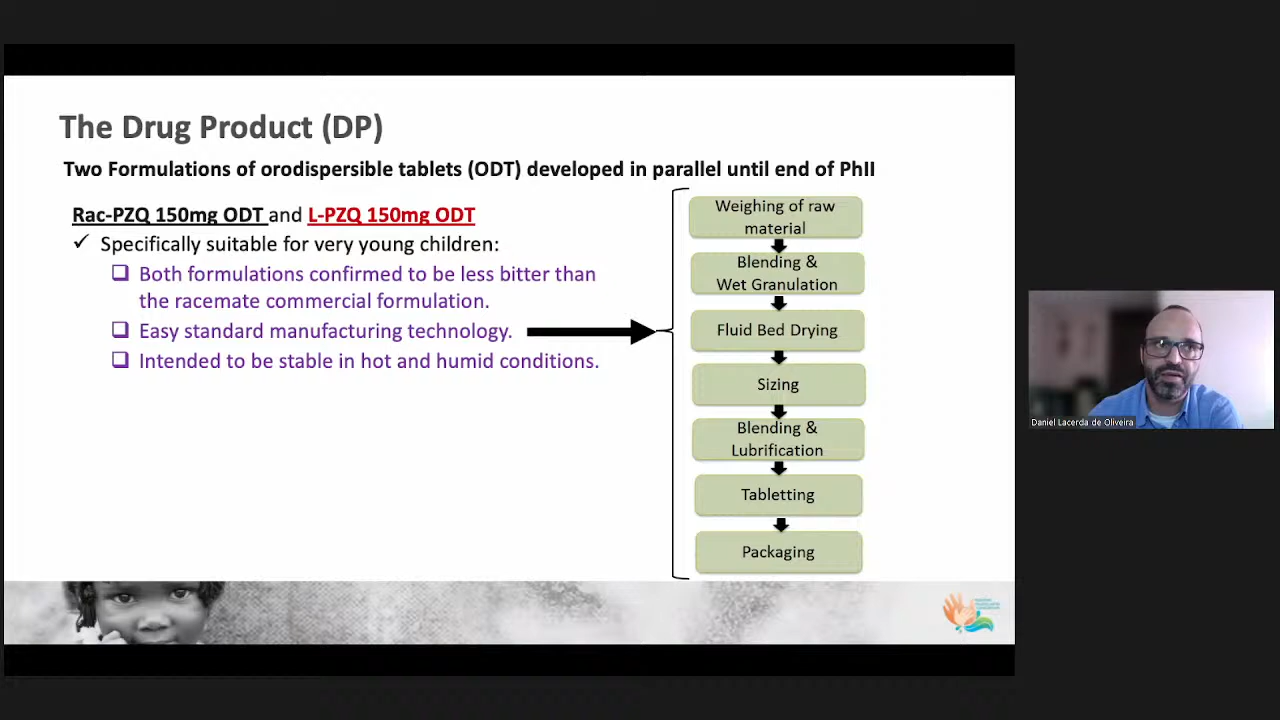 The Drug Product (DP)
Two Formulations of orodispersible tablets (ODT) developed in parallel until end of PhII
Rac-PZQ 150mg ODT and L-PZQ 150mg ODT
Specifically suitable for very young children:
Both formulations confirmed to be less bitter than
the racemate commercial formulation.
Easy standard manufacturing technology.
Intended to be stable in hot and humid conditions.
Weighing of raw
material
Blending &
Wet Granulation
Fluid Bed Drying
Sizing
Blending &
Lubrification
Tabletting
Packaging
Daniel Lacerda de Oliveira